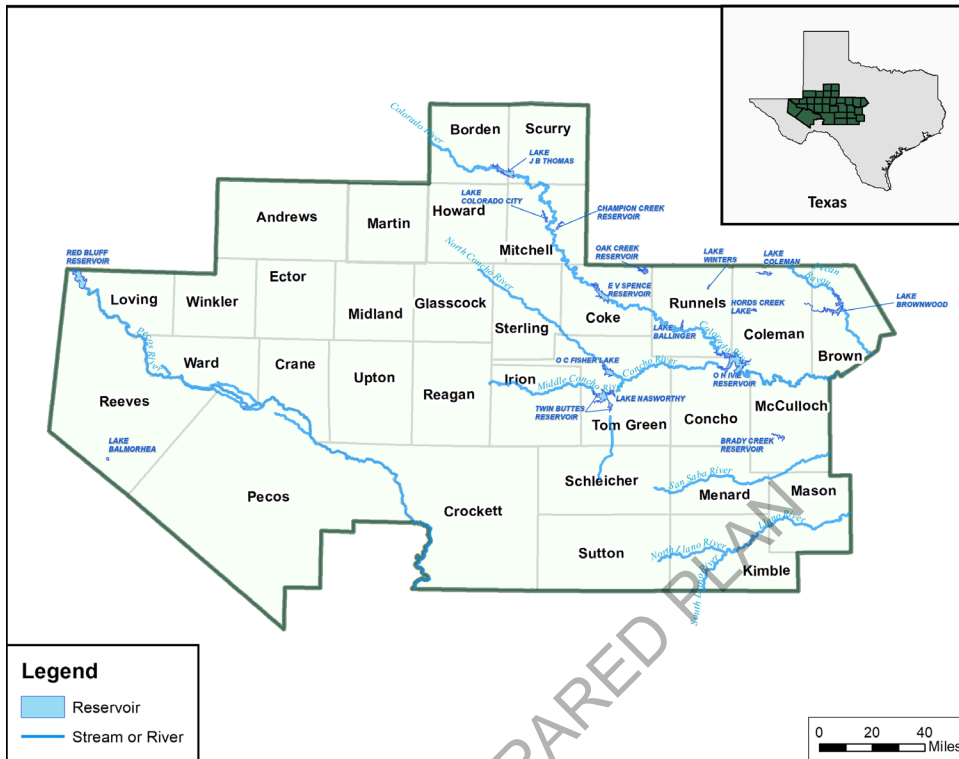 Texas
Colorado River
Borden
Scurry
LAKE
J B THOMAS
LAKE
COLORADO CITY
CHAMPION CREEK
RESERVOIR
Andrews
Martin
Howard
Mitchell
North Concho River
OAK CREEK
RESERVOIR
LAKE
WINTERS
LAKE
COLEMAN
Pecan
Bayou
RED BLUFF
RESERVOIR
Loving
Winkler
Ector
Midland
Glasscock
Sterling
E V SPENCE
RESERVOIR
Coke
Runnels
HORDS CREEK
LAKE
LAKE
BROWNWOOD
Coleman
LAKE
BALLINGER
Colorado River
Brown
Pecos River
Ward
Crane
Upton
Reagan
Irion
O C FISHER LAKE
Concho River
O H IVIE
RESERVOIR
Middle Concho River
LAKE NASWORTHY
TWIN BUTTES
RESERVOIR
Tom Green
Concho
McCulloch
Reeves
BRADY CREEK
RESERVOIR
LAKE
BALMORHEA
Pecos
Crockett
Schleicher
San Saba River
Menard
Mason
Sutton
North Llano River
Llano River
South Llano River
Kimble
PARED PLAN
Legend
Reservoir
Stream or River
0 20 40
Miles